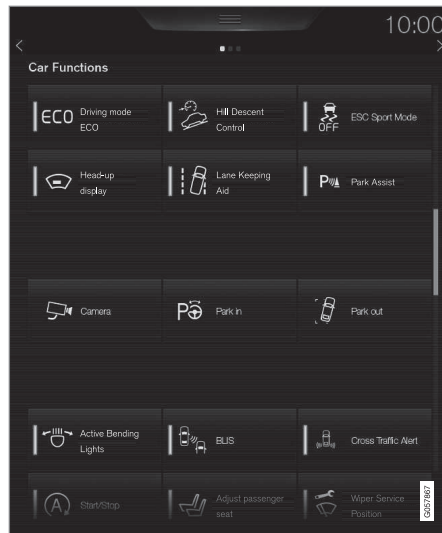 10:00
Car Functions
ECO
Driving mode
ECO
Hill Descent
Control
OFF
ESC Sport Mode
Head-up
display
Lane Keeping
Aid
P
Park Assist
Camera
P
Park in
Park out
Active Bending
Lights
BLIS
Cross Traffic Alert
A
Start/Stop
Adjust passenger
seat
Wiper Service
Position
G057867